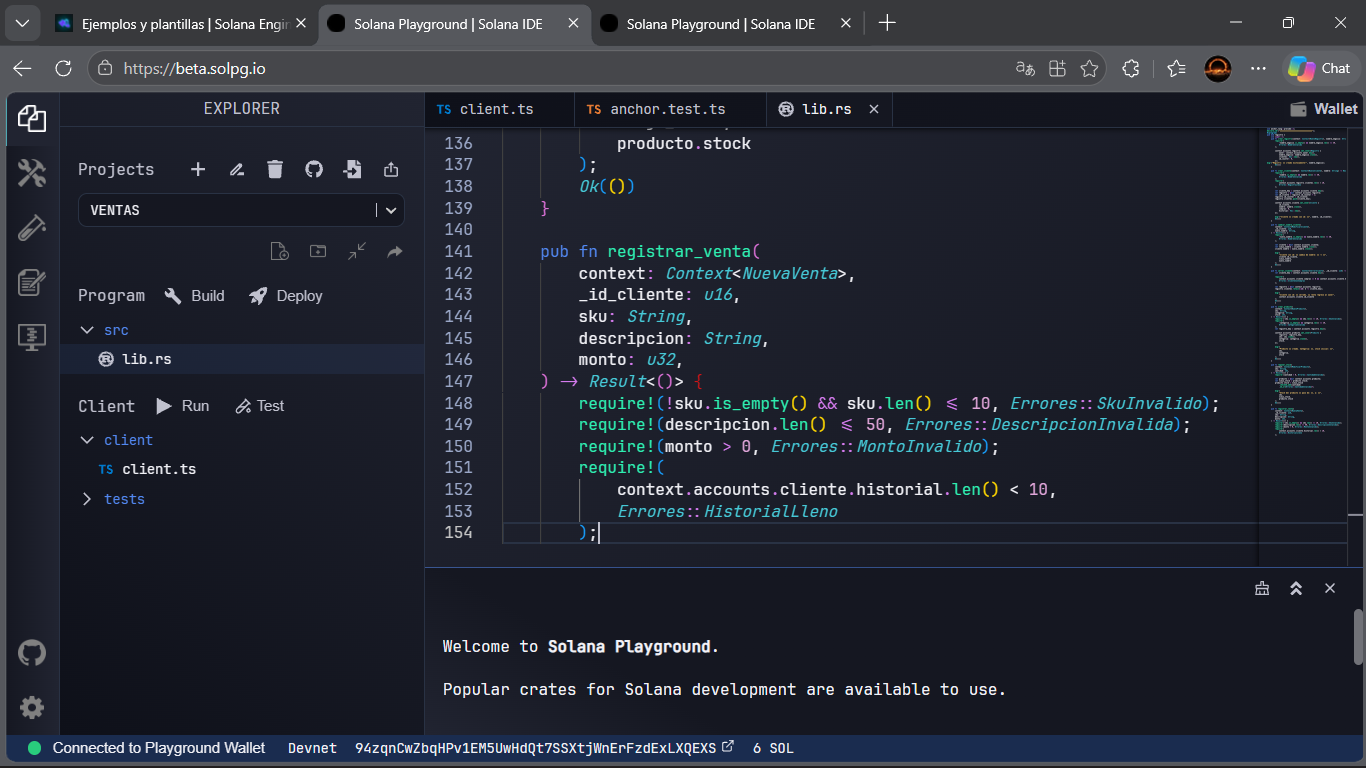 Ejemplos y plantillas | Solana Engin
Solana Playground | Solana IDE
Solana Playground | Solana IDE
https://beta.solpg.io
Chat
EXPLORER
TS client.ts
TS anchor.test.ts
lib.rs
Wallet
Projects
VENTAS
Program
Build
Deploy
src
lib.rs
Client
Run
Test
client
TS client.ts
tests
136 producto.stock
137 );
138 Ok(())
139 }
140
141 pub fn registrar_venta(
142 context: Context<NuevaVenta>,
143 _id_cliente: u16,
144 sku: String,
145 descripcion: String,
146 monto: u32,
147 ) -> Result<()> {
148 require!(!sku.is_empty() && sku.len() <= 10, Errores::SkuInvalido);
149 require!(descripcion.len() <= 50, Errores::DescripcionInvalida);
150 require!(monto > 0, Errores::MontoInvalido);
151 require!(
152 context.accounts.cliente.historial.len() < 10,
153 Errores::HistorialLleno
154 );
Welcome to Solana Playground.
Popular crates for Solana development are available to use.
Connected to Playground Wallet
Devnet
94zqnCwZbqHPv1EM5UwHdQt7SSXtjWnErFzdExLXQEXS
6 SOL